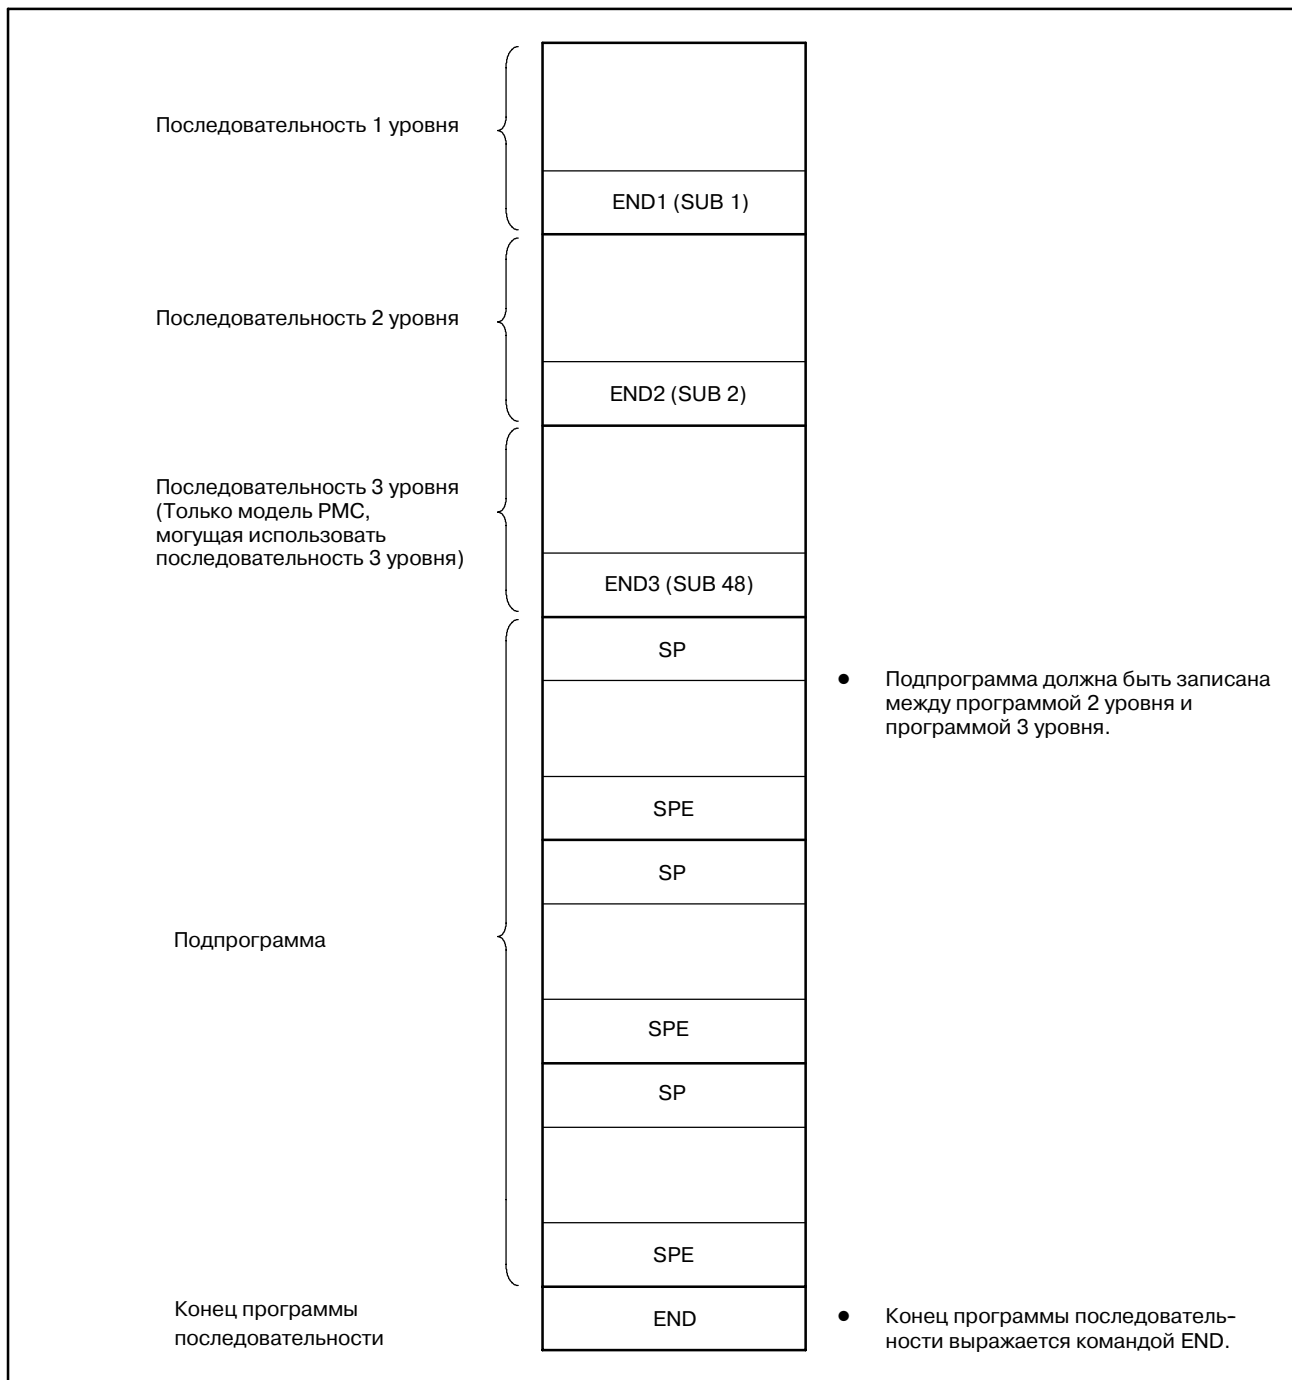 Последовательность 1 уровня
END1 (SUB 1)
Последовательность 2 уровня
END2 (SUB 2)
Последовательность 3 уровня
(Только модель PMC,
могущая использовать
последовательность 3 уровня)
END3 (SUB 48)
SP
● Подпрограмма должна быть записана
между программой 2 уровня и
программой 3 уровня.
SPE
SP
Подпрограмма
SPE
SP
SPE
Конец программы
последовательности
END
● Конец программы последователь-
ности выражается командой END.